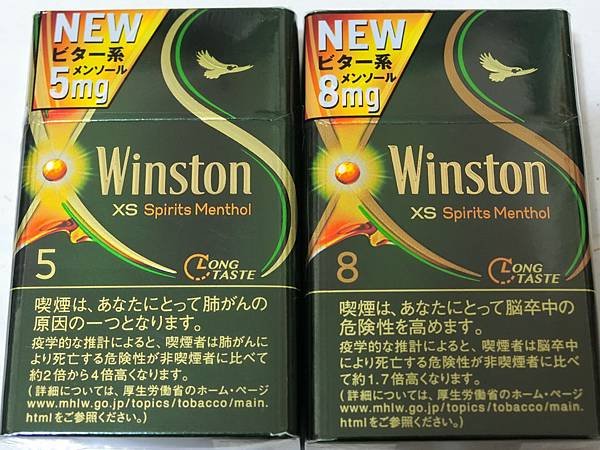 NEW
ビター系
メンソール
5mg
Winston
XS Spirits Menthol
5
LONG
TASTE
喫煙は、あなたにとって肺がんの
原因の一つとなります。
疫学的な推計によると、喫煙者は肺がんに
より死亡する危険性が非喫煙者に比べて
約2倍から4倍高くなります。
(詳細については、厚生労働省のホーム・ページ
www.mhlw.go.jp/topics/tobacco/main.
htmlをご参照ください。)
NEW
ビター系
メンソール
8mg
Winston
XS Spirits Menthol
8
LONG
TASTE
喫煙は、あなたにとって脳卒中の
危険性を高めます。
疫学的な推計によると、喫煙者は脳卒中
により死亡する危険性が非喫煙者に比べ
て約1.7倍高くなります。
(詳細については、厚生労働省のホーム・ページ
www.mhlw.go.jp/topics/tobacco/main.
htmlをご参照ください。)